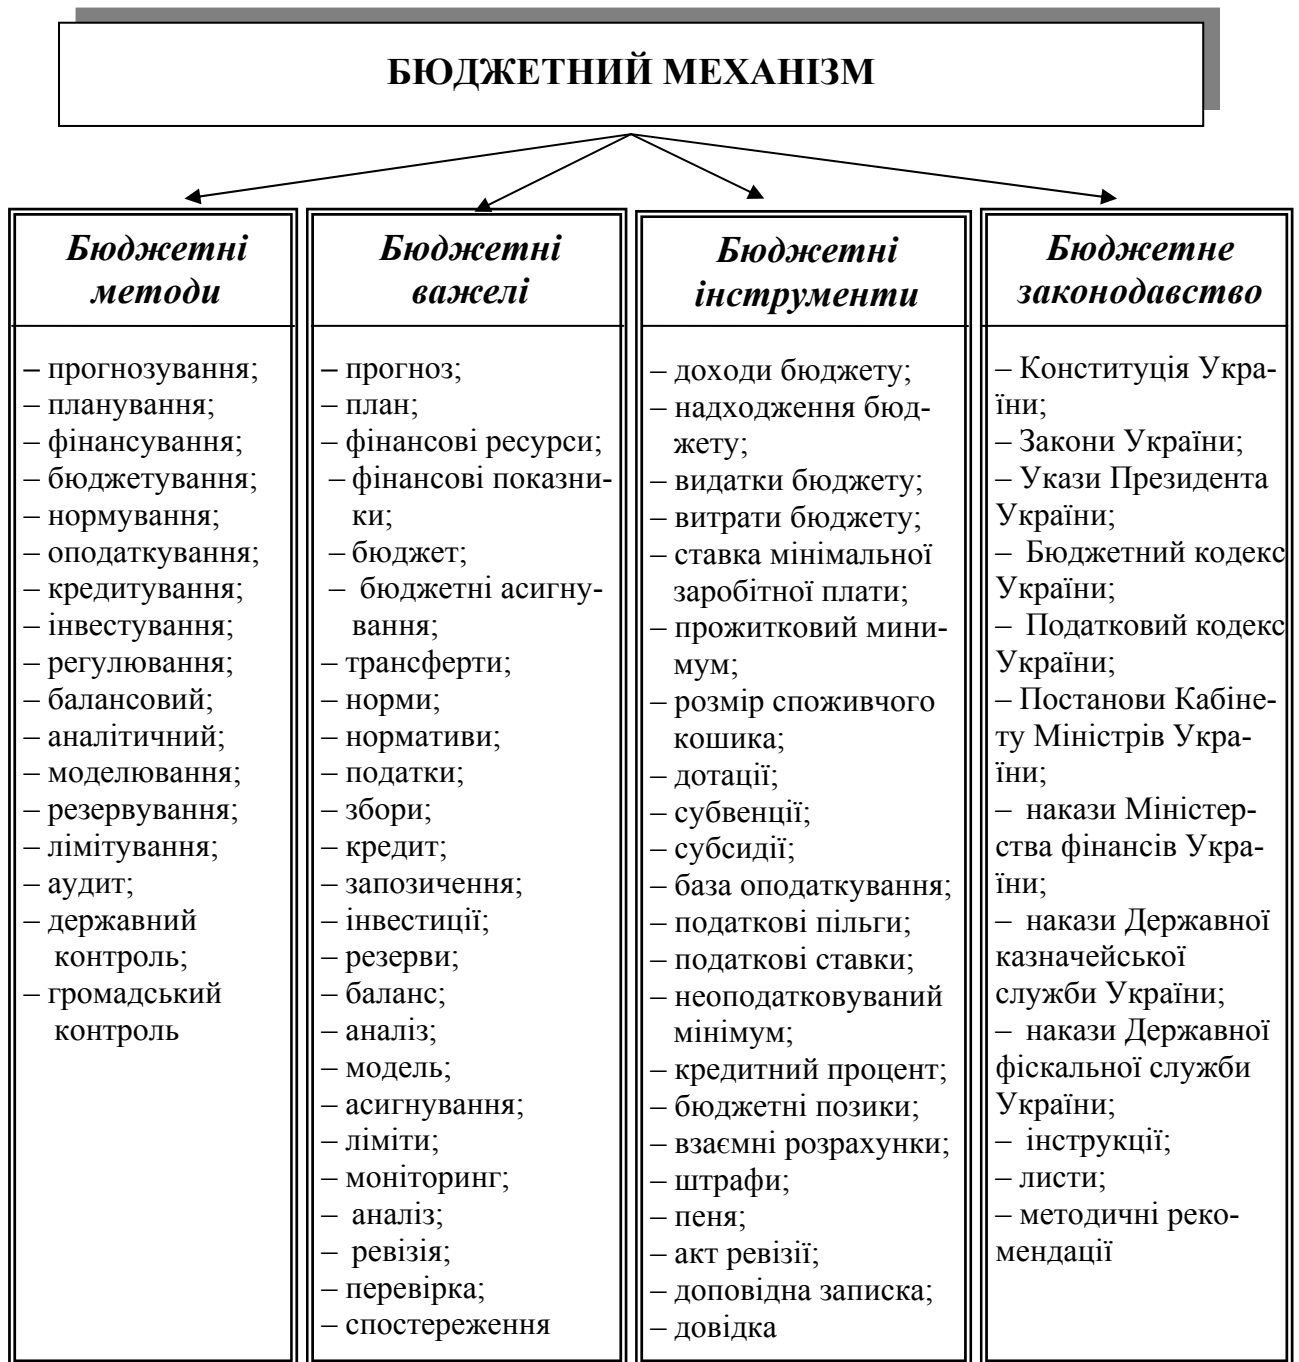 БЮДЖЕТНИЙ МЕХАНІЗМ
Бюджетні
методи
– прогнозування;
– планування;
– фінансування;
– бюджетування;
– нормування;
– оподаткування;
– кредитування;
– інвестування;
– регулювання;
– балансовий;
– аналітичний;
– моделювання;
– резервування;
– лімітування;
– аудит;
– державний
контроль;
– громадський
контроль
Бюджетні
важелі
– прогноз;
– план;
– фінансові ресурси;
– фінансові показни-
ки;
– бюджет;
– бюджетні асигну-
вання;
– трансферти;
– норми;
– нормативи;
– податки;
– збори;
– кредит;
– запозичення;
– інвестиції;
– резерви;
– баланс;
– аналіз;
– модель;
– асигнування;
– ліміти;
– моніторинг;
– аналіз;
– ревізія;
– перевірка;
– спостереження
Бюджетні
інструменти
– доходи бюджету;
– надходження бюд-
жету;
– видатки бюджету;
– витрати бюджету;
– ставка мінімальної
заробітної плати;
– прожитковий мини-
мум;
– розмір споживчого
кошика;
– дотації;
– субвенції;
– субсидії;
– база оподаткування;
– податкові пільги;
– податкові ставки;
– неоподатковуваний
мінімум;
– кредитний процент;
– бюджетні позики;
– взаємні розрахунки;
– штрафи;
– пеня;
– акт ревізії;
– доповідна записка;
– довідка
Бюджетне
законодавство
– Конституція Укра-
їни;
– Закони України;
– Укази Президента
України;
– Бюджетний кодекс
України;
– Податковий кодекс
України;
– Постанови Кабіне-
ту Міністрів Укра-
їни;
– накази Міністер-
ства фінансів Укра-
їни;
– накази Державної
казначейської
служби України;
– накази Державної
фіскальної служби
України;
– інструкції;
– листи;
– методичні реко-
мендації